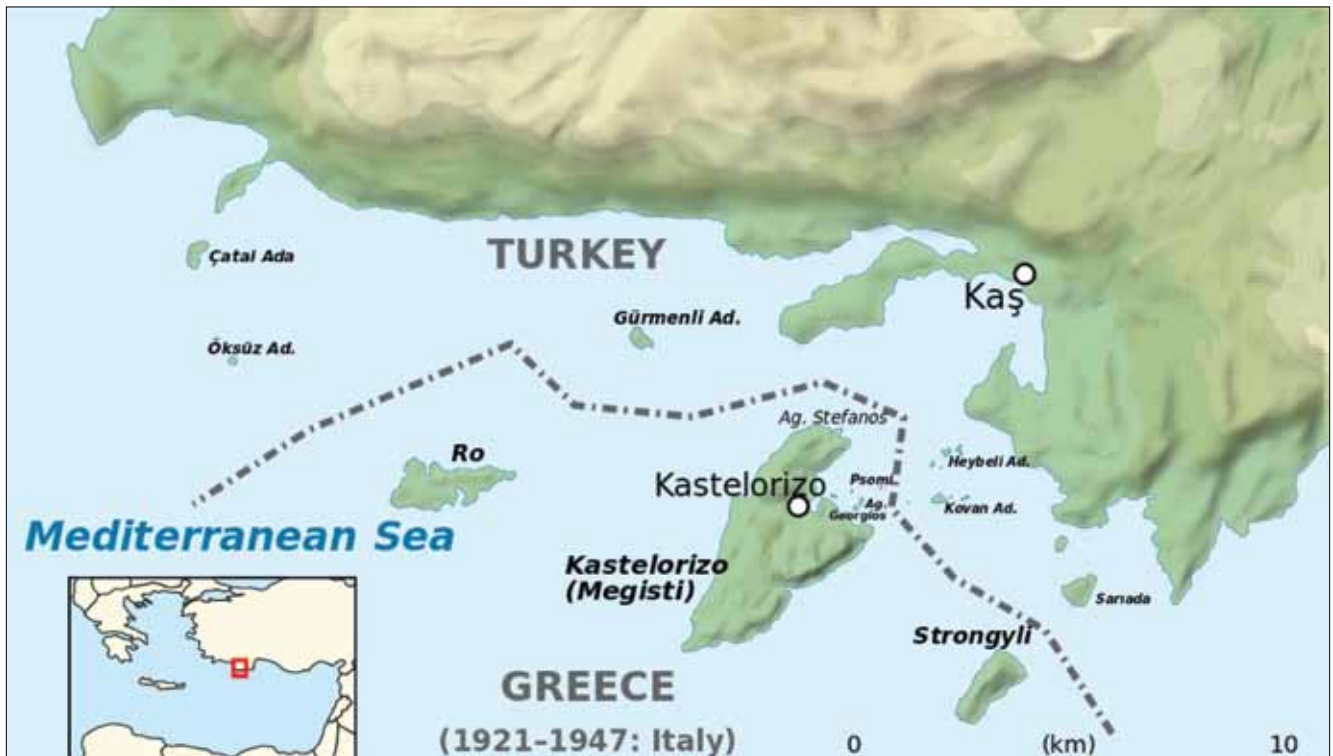 TURKEY
Çatal Ada
Kaş
Gürmenli Ad.
Öksüz Ad.
Ag. Stefanos
Ro
Heybeli Ad.
Psomi
Kastelorizo
Ag.
Georgios
Kovan Ad.
Mediterranean Sea
Kastelorizo
(Megisti)
Sarıada
Strongyli
GREECE
(1921–1947: Italy)
0 (km) 10